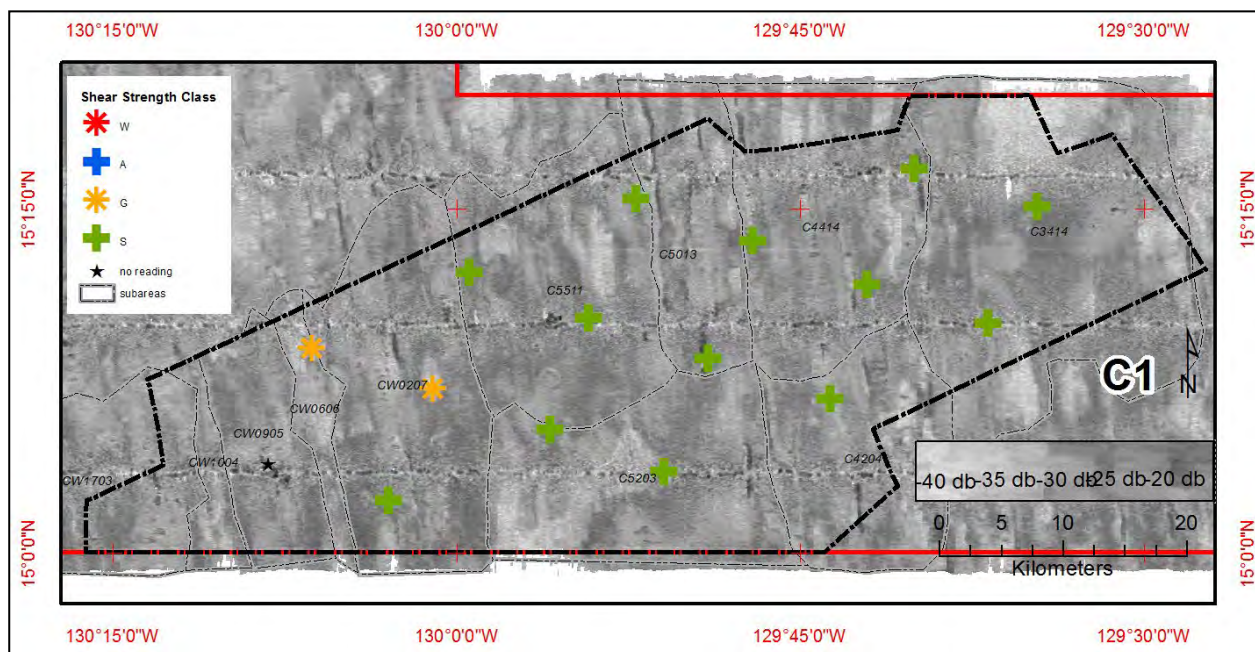 130°15'0"W 130°0'0"W 129°45'0"W 129°30'0"W
Shear Strength Class
W
A
G
S
no reading
subareas
15°15'0"N
15°15'0"N
C4414
C3414
C5013
C5511
C1
CW0207
CW0606
CW0905
CW1004
CW1703
C5203
C4204
N
-40 db -35 db -30 db -25 db -20 db
0 5 10 20
Kilometers
15°0'0"N
15°0'0"N
130°15'0"W 130°0'0"W 129°45'0"W 129°30'0"W